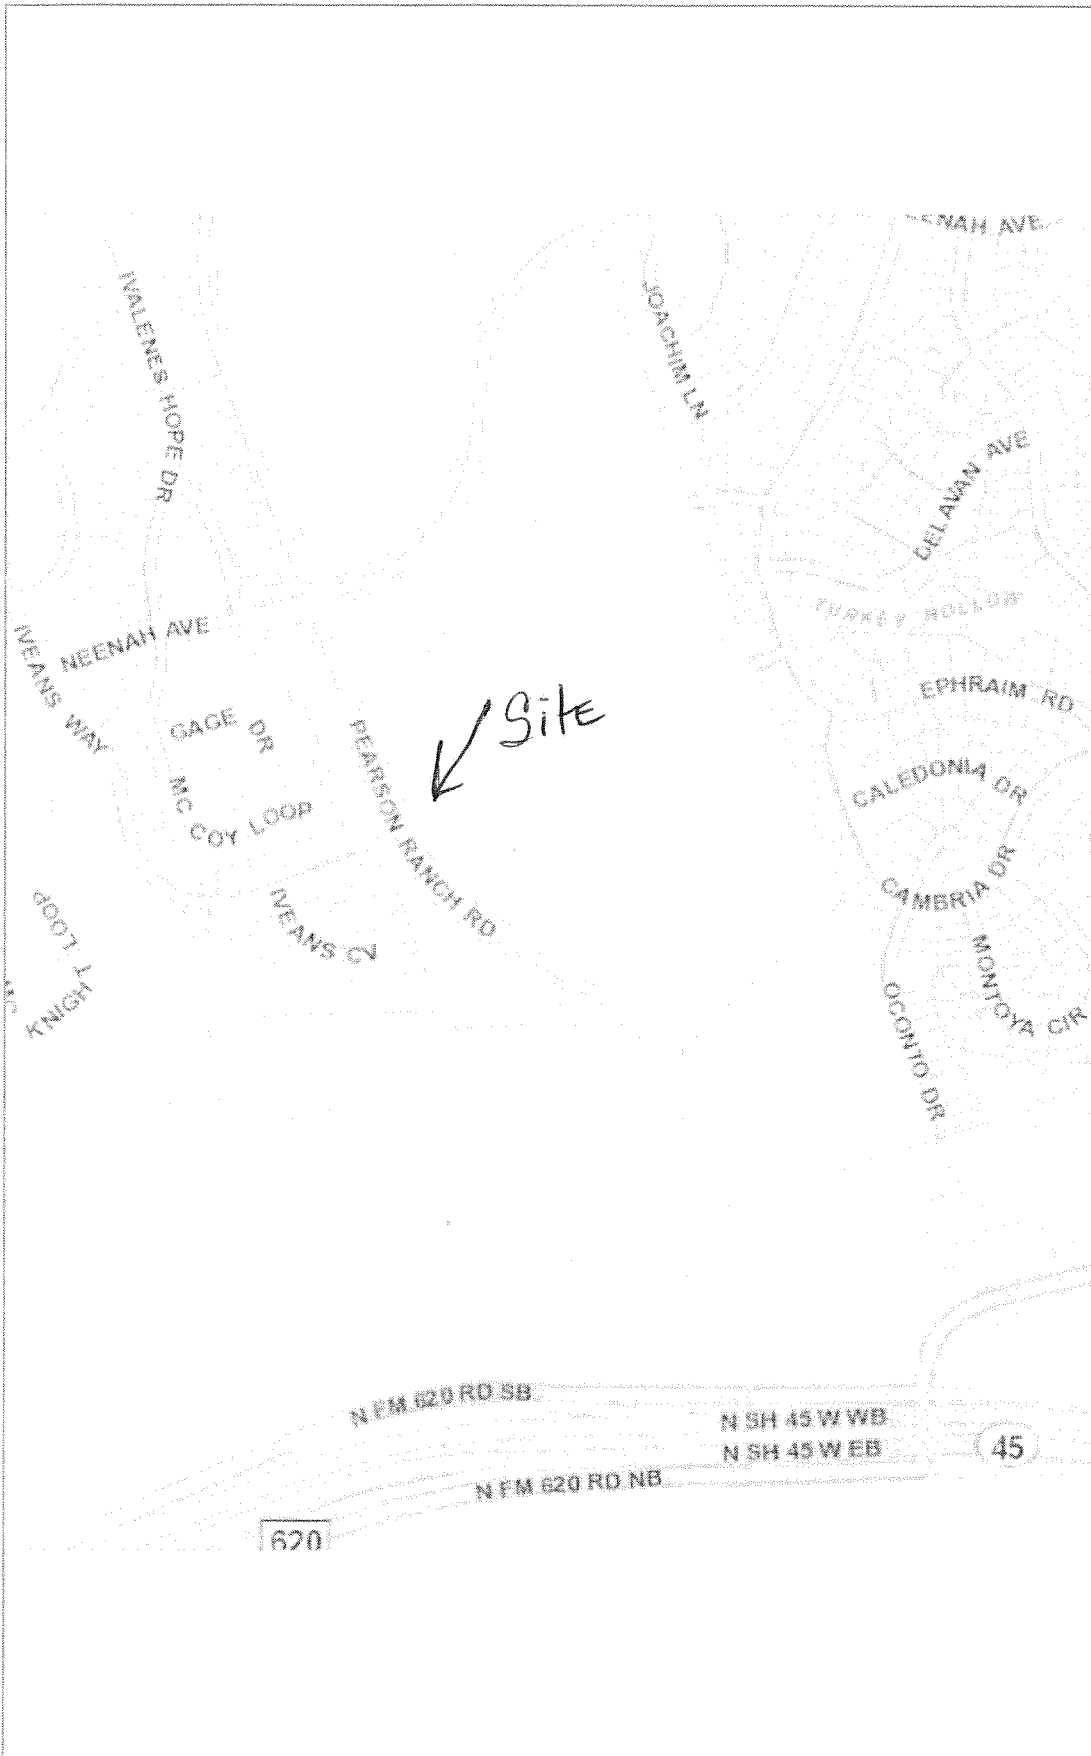 ENAH AVE
IVALENES HOPE DR
JOACHIM LN
DELAVAN AVE
TURKEY HOLLOW
NEENAH AVE
IVEANS WAY
EPHRAIM RD
GAGE DR
Site
PEARSON RANCH RD
CALEDONIA DR
MC COY LOOP
CAMBRIA DR
IVEANS CV
KNIGHT LOOP
MONTOYA CIR
OCONTO DR
N FM 620 RD SB
N SH 45 W WB
N SH 45 W EB
45
N FM 620 RD NB
620